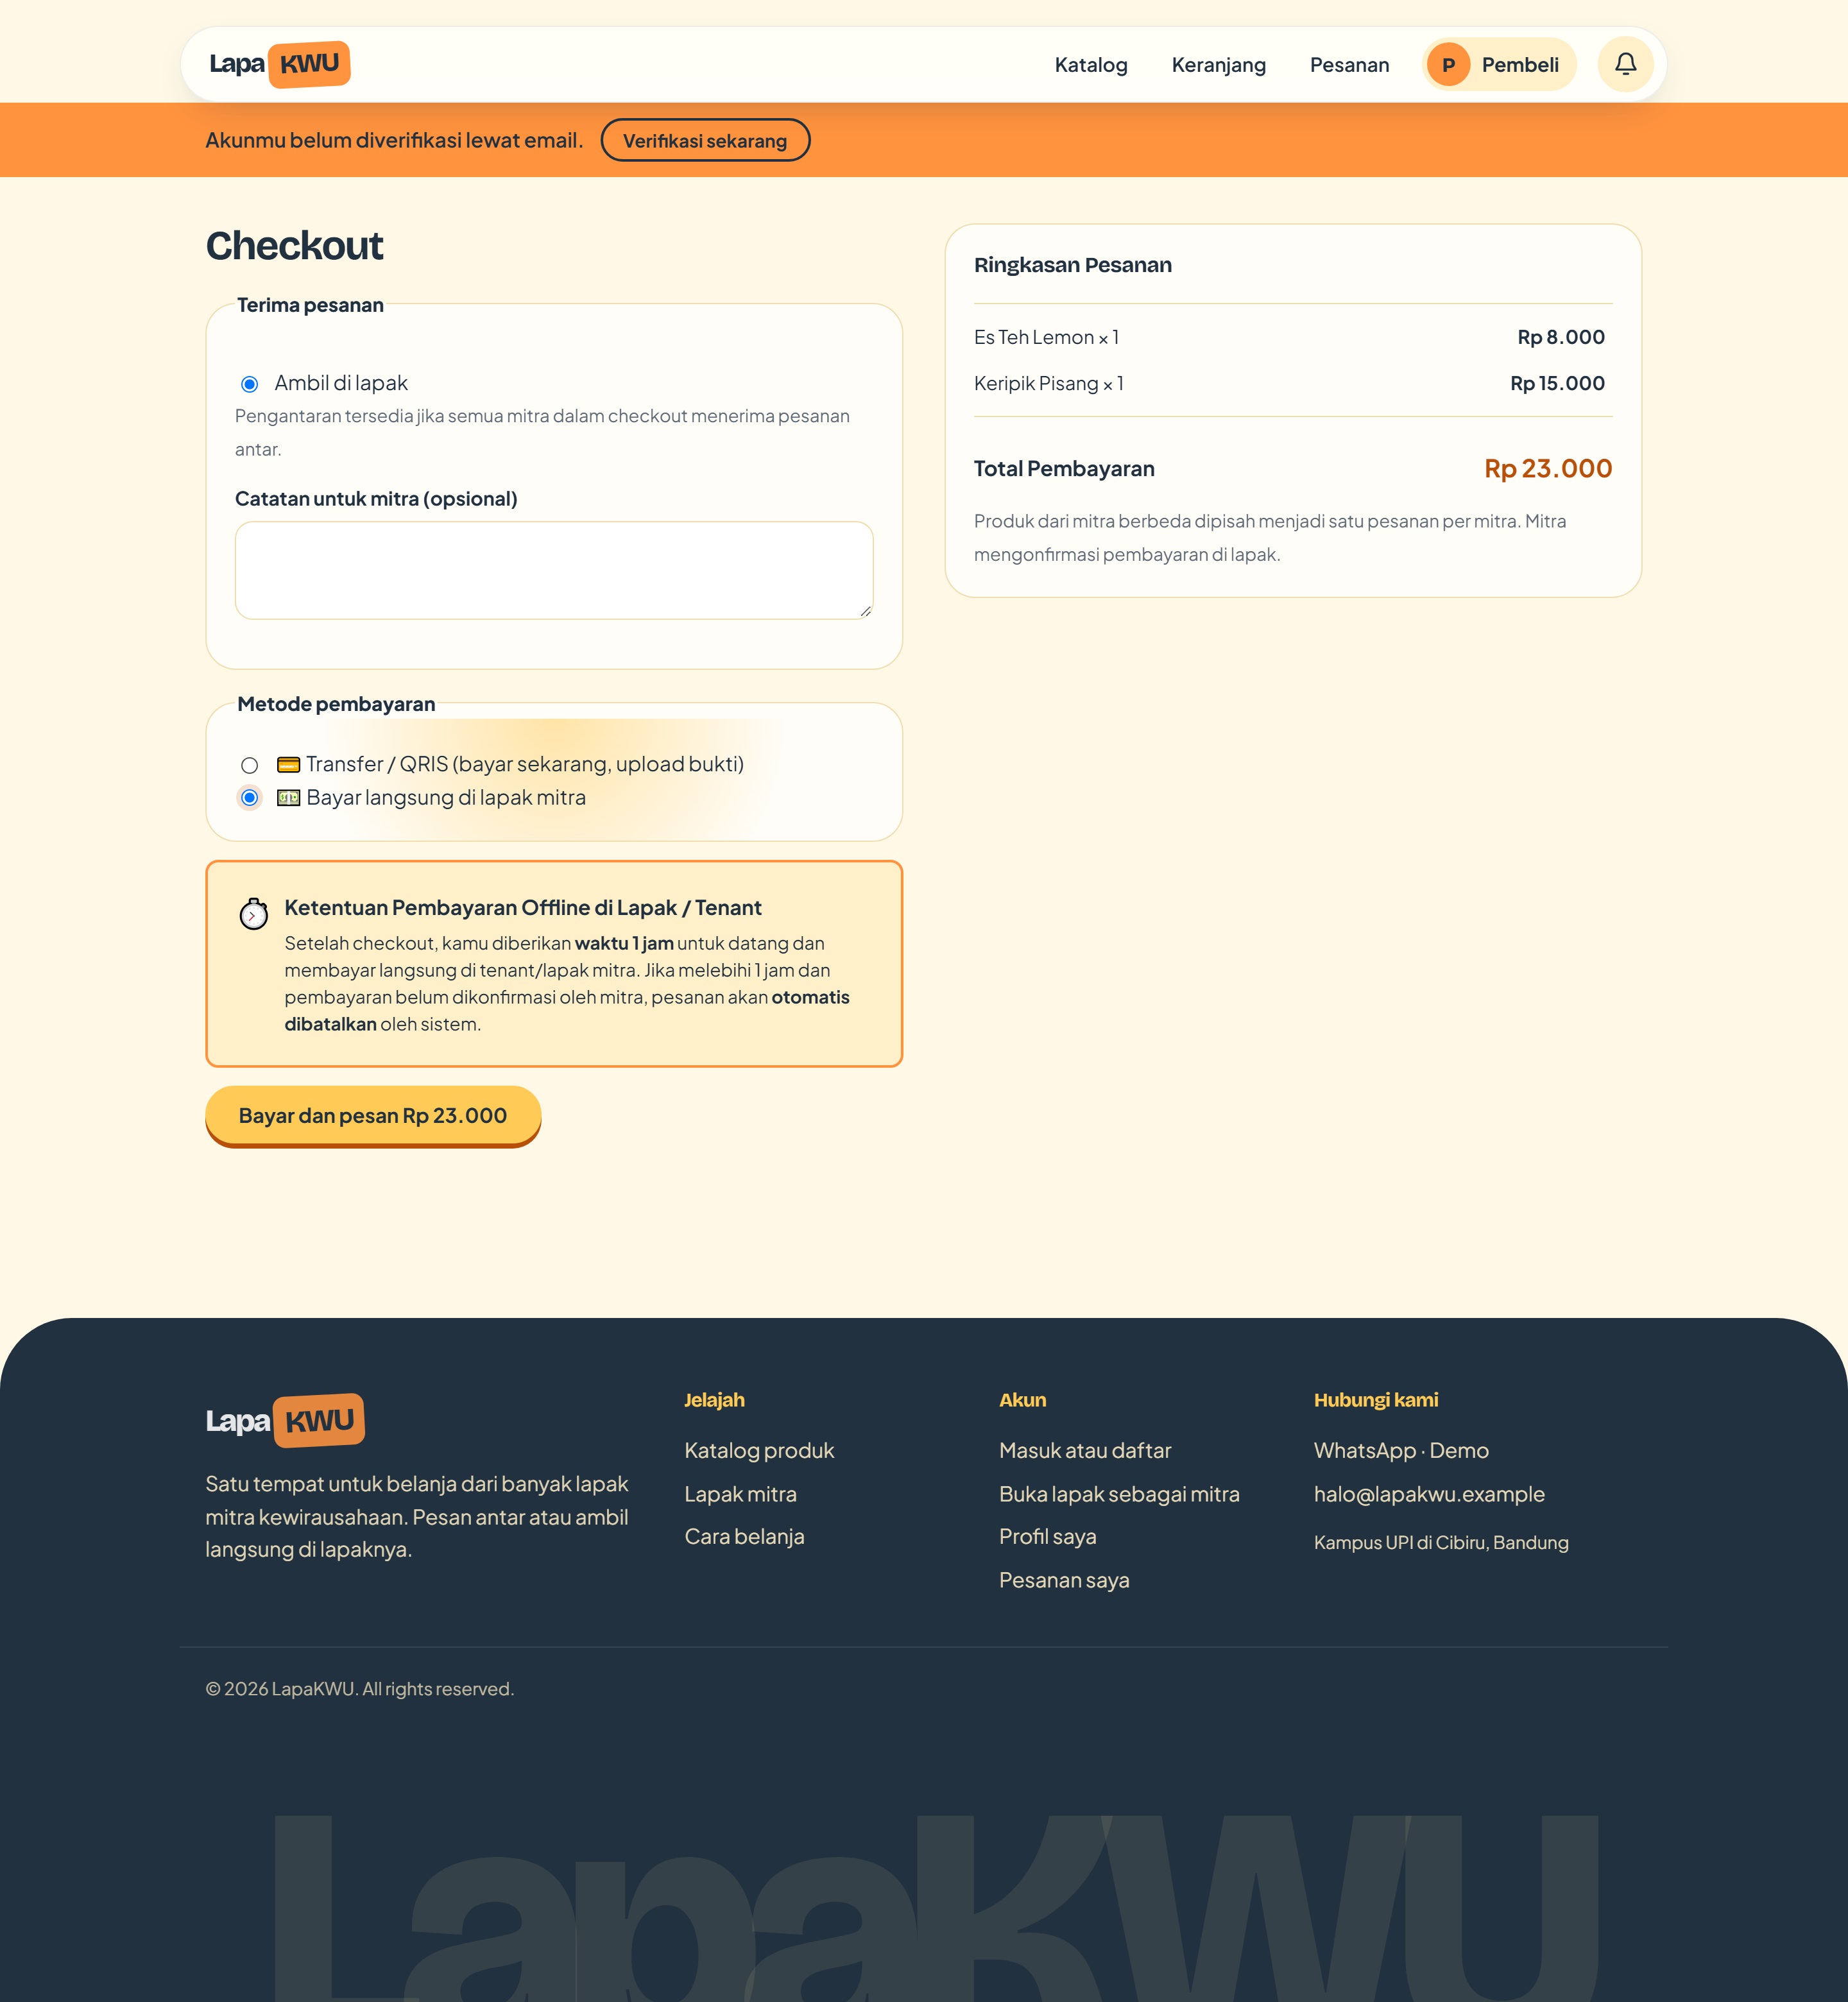 Lapa KWU
Katalog
Keranjang
Pesanan
P
Pembeli
Akunmu belum diverifikasi lewat email.
Verifikasi sekarang
Checkout
Terima pesanan
Ambil di lapak
Pengantaran tersedia jika semua mitra dalam checkout menerima pesanan
antar.
Catatan untuk mitra (opsional)
Metode pembayaran
💳 Transfer / QRIS (bayar sekarang, upload bukti)
💵 Bayar langsung di lapak mitra
Ketentuan Pembayaran Offline di Lapak / Tenant
Setelah checkout, kamu diberikan waktu 1 jam untuk datang dan
membayar langsung di tenant/lapak mitra. Jika melebihi 1 jam dan
pembayaran belum dikonfirmasi oleh mitra, pesanan akan otomatis
dibatalkan oleh sistem.
Bayar dan pesan Rp 23.000
Ringkasan Pesanan
Es Teh Lemon × 1 Rp 8.000
Keripik Pisang × 1 Rp 15.000
Total Pembayaran Rp 23.000
Produk dari mitra berbeda dipisah menjadi satu pesanan per mitra. Mitra
mengonfirmasi pembayaran di lapak.
Lapa KWU
Satu tempat untuk belanja dari banyak lapak
mitra kewirausahaan. Pesan antar atau ambil
langsung di lapaknya.
Jelajah
Katalog produk
Lapak mitra
Cara belanja
Akun
Masuk atau daftar
Buka lapak sebagai mitra
Profil saya
Pesanan saya
Hubungi kami
WhatsApp · Demo
halo@lapakwu.example
Kampus UPI di Cibiru, Bandung
© 2026 LapaKWU. All rights reserved.
LapaKWU